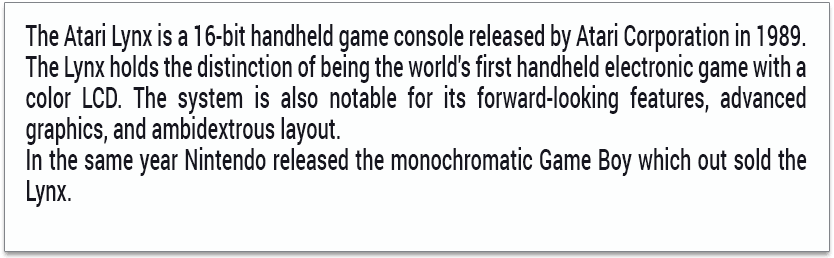 The Atari Lynx is a 16-bit handheld game console released by Atari Corporation in 1989.
The Lynx holds the distinction of being the world's first handheld electronic game with a
color LCD. The system is also notable for its forward-looking features, advanced
graphics, and ambidextrous layout.
In the same year Nintendo released the monochromatic Game Boy which out sold the
Lynx.